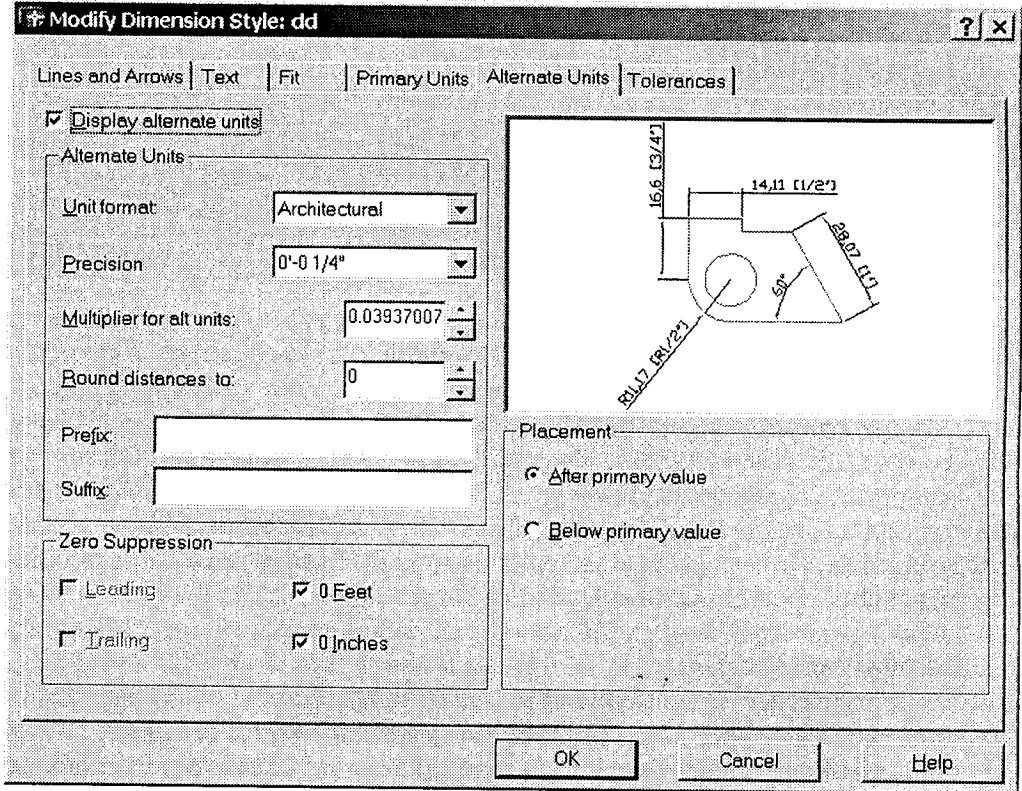 Modify Dimension Style: dd
? ×
Lines and Arrows Text Fit Primary Units Alternate Units Tolerances
Display alternate units
Alternate Units
Unit format:
Architectural
Precision
0'-0 1/4"
Multiplier for alt units:
0.03937007
Round distances to:
0
Prefix:
Suffix:
Zero Suppression
Leading
0 Feet
Trailing
0 Inches
16,6 [3/4"]
14,11 [1/2"]
28,07 [1"]
60°
R11,17 [R1/2"]
Placement
After primary value
Below primary value
OK
Cancel
Help